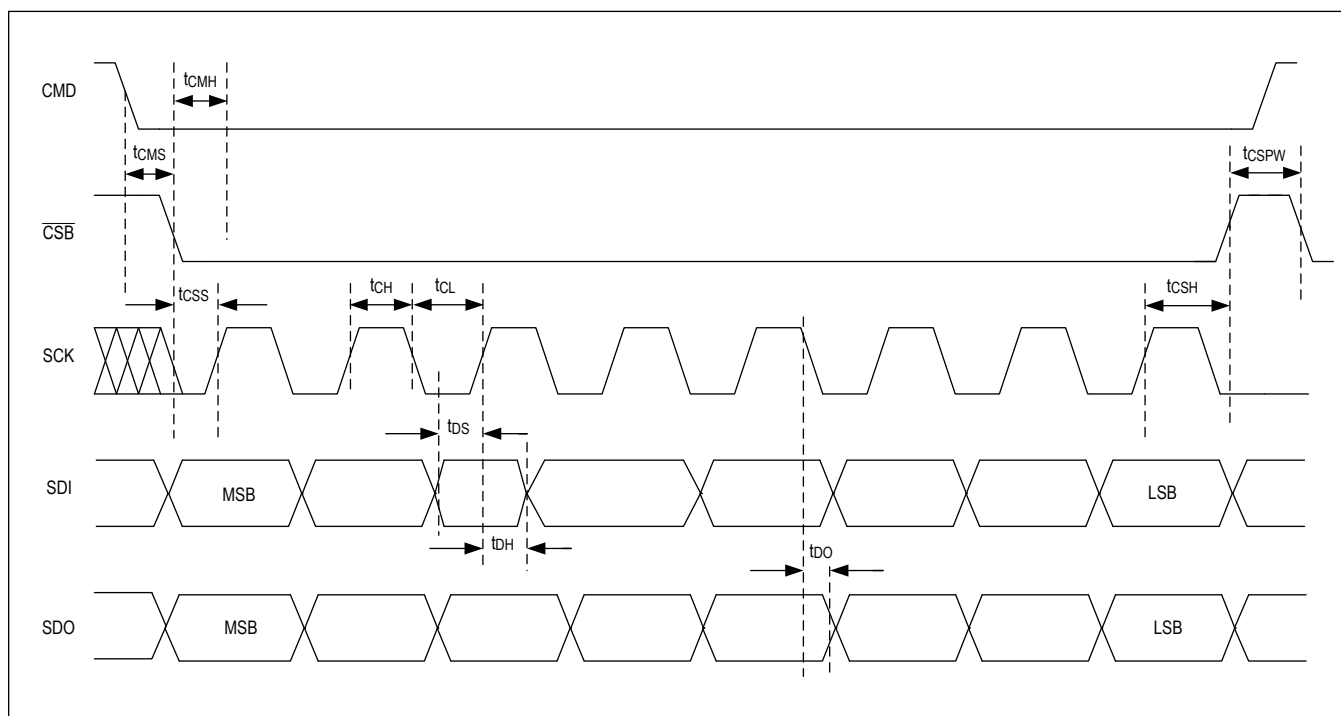 CMD
tCMH
tCMS
tCSPW
CSB
tCSS
tCH
tCL
tCSH
SCK
tDS
SDI
MSB
LSB
tDH
tDO
SDO
MSB
LSB